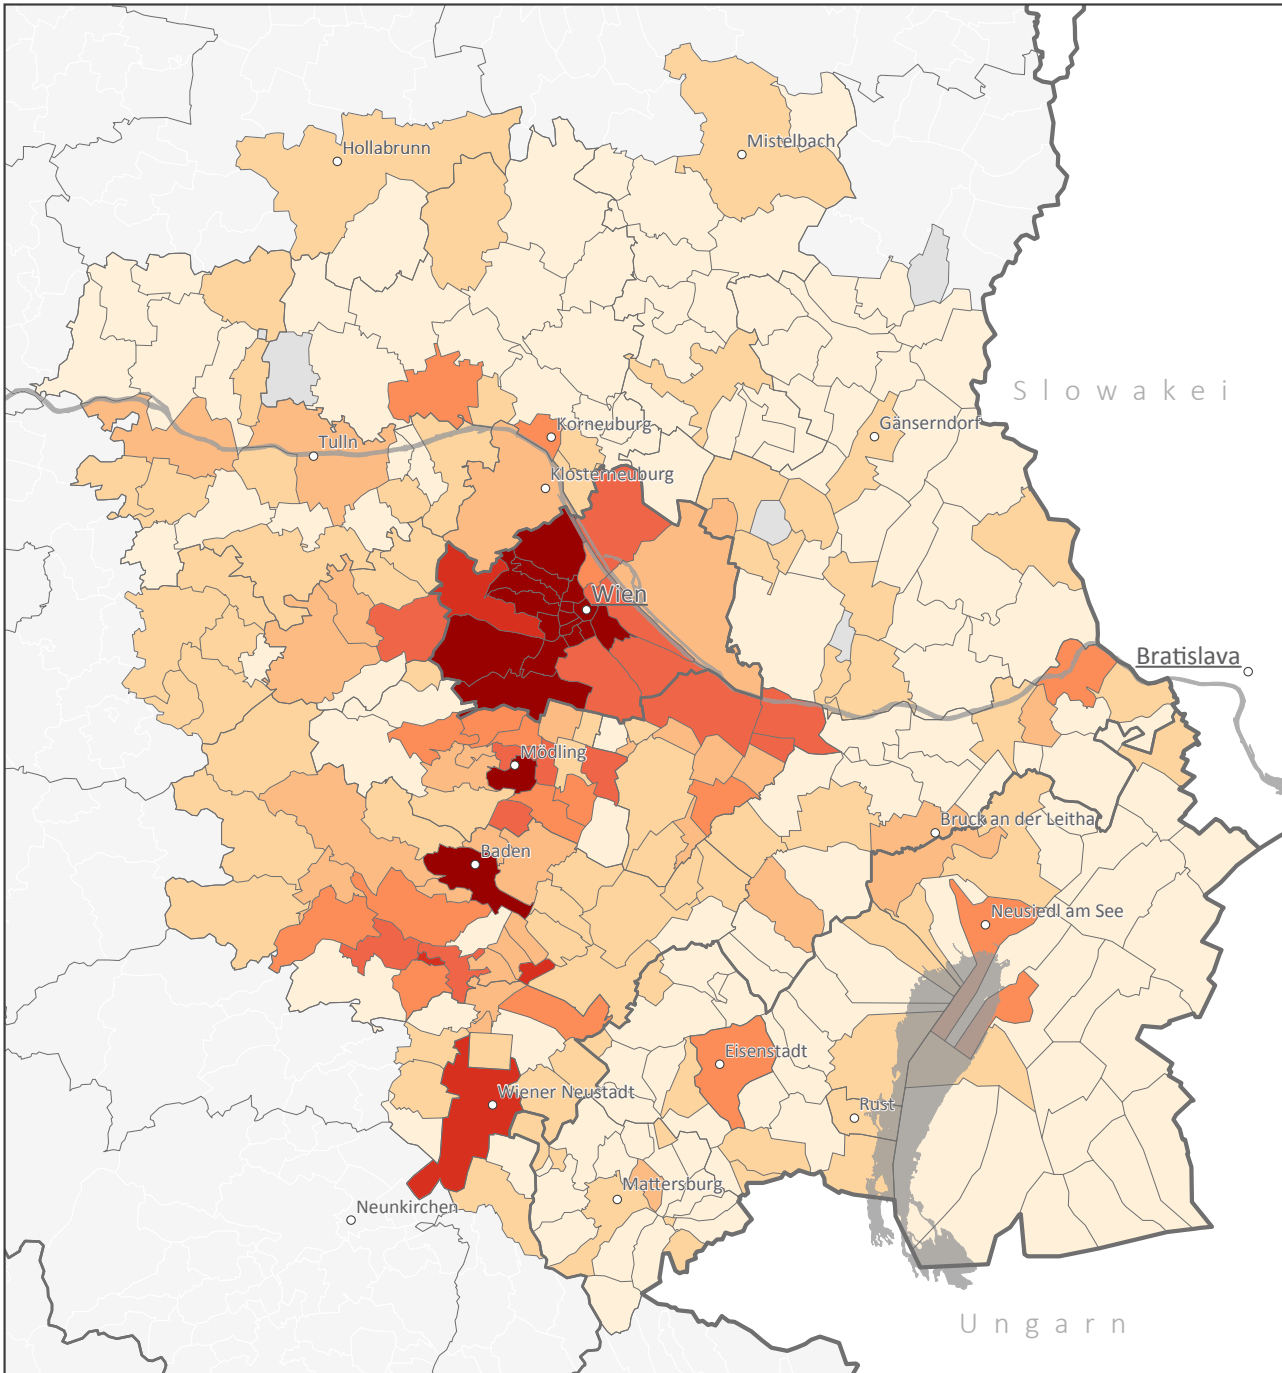 Hollabrunn
Mistelbach
Slowakei
Gänserndorf
Korneuburg
Tulln
Klosterneuburg
Wien
Bratislava
Mödling
Bruck an der Leitha
Baden
Neusiedl am See
Eisenstadt
Wiener Neustadt
Rust
Mattersburg
Neunkirchen
Ungarn